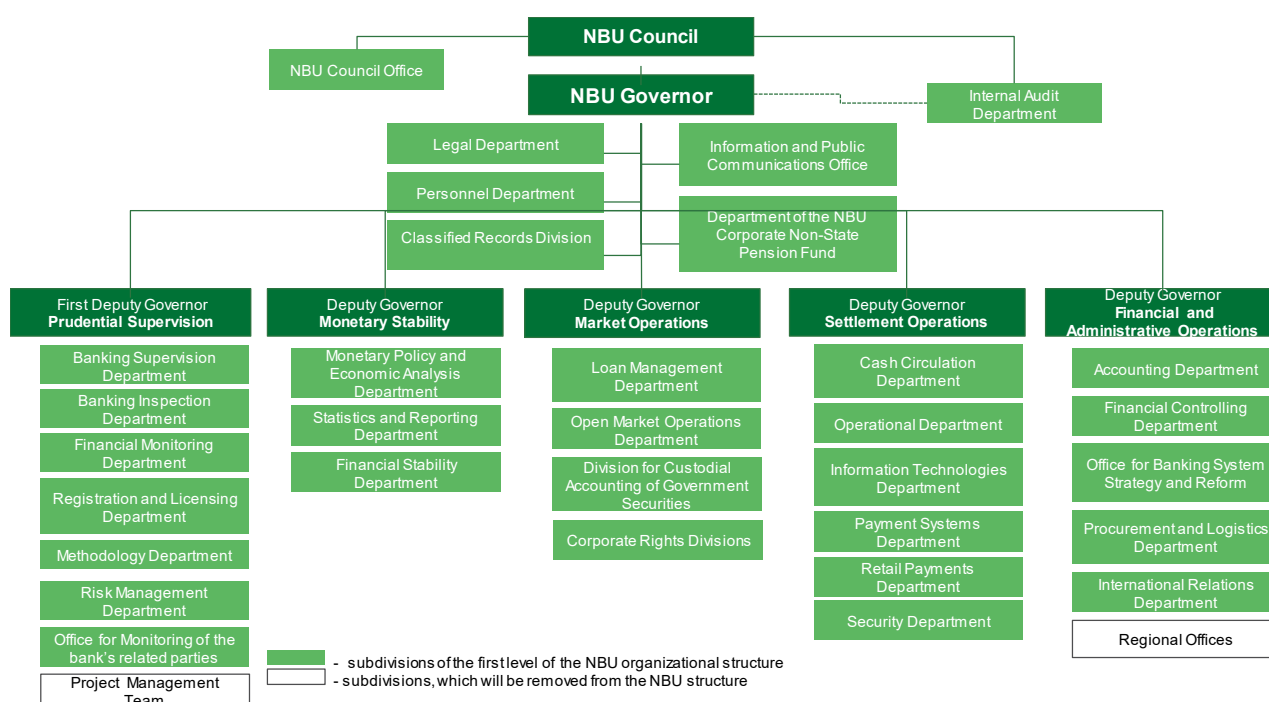 NBU Council
NBU Council Office
NBU Governor
Internal Audit
Department
Legal Department
Information and Public
Communications Office
Personnel Department
Department of the NBU
Corporate Non-State
Pension Fund
Classified Records Division
First Deputy Governor
Prudential Supervision
Deputy Governor
Monetary Stability
Deputy Governor
Market Operations
Deputy Governor
Settlement Operations
Deputy Governor
Financial and
Administrative Operations
Banking Supervision
Department
Banking Inspection
Department
Financial Monitoring
Department
Registration and Licensing
Department
Methodology Department
Risk Management
Department
Office for Monitoring of the
bank's related parties
Project Management
Team
Monetary Policy and
Economic Analysis
Department
Statistics and Reporting
Department
Financial Stability
Department
Loan Management
Department
Open Market Operations
Department
Division for Custodial
Accounting of Government
Securities
Corporate Rights Divisions
Cash Circulation
Department
Operational Department
Information Technologies
Department
Payment Systems
Department
Retail Payments
Department
Security Department
Accounting Department
Financial Controlling
Department
Office for Banking System
Strategy and Reform
Procurement and Logistics
Department
International Relations
Department
Regional Offices
- subdivisions of the first level of the NBU organizational structure
- subdivisions, which will be removed from the NBU structure